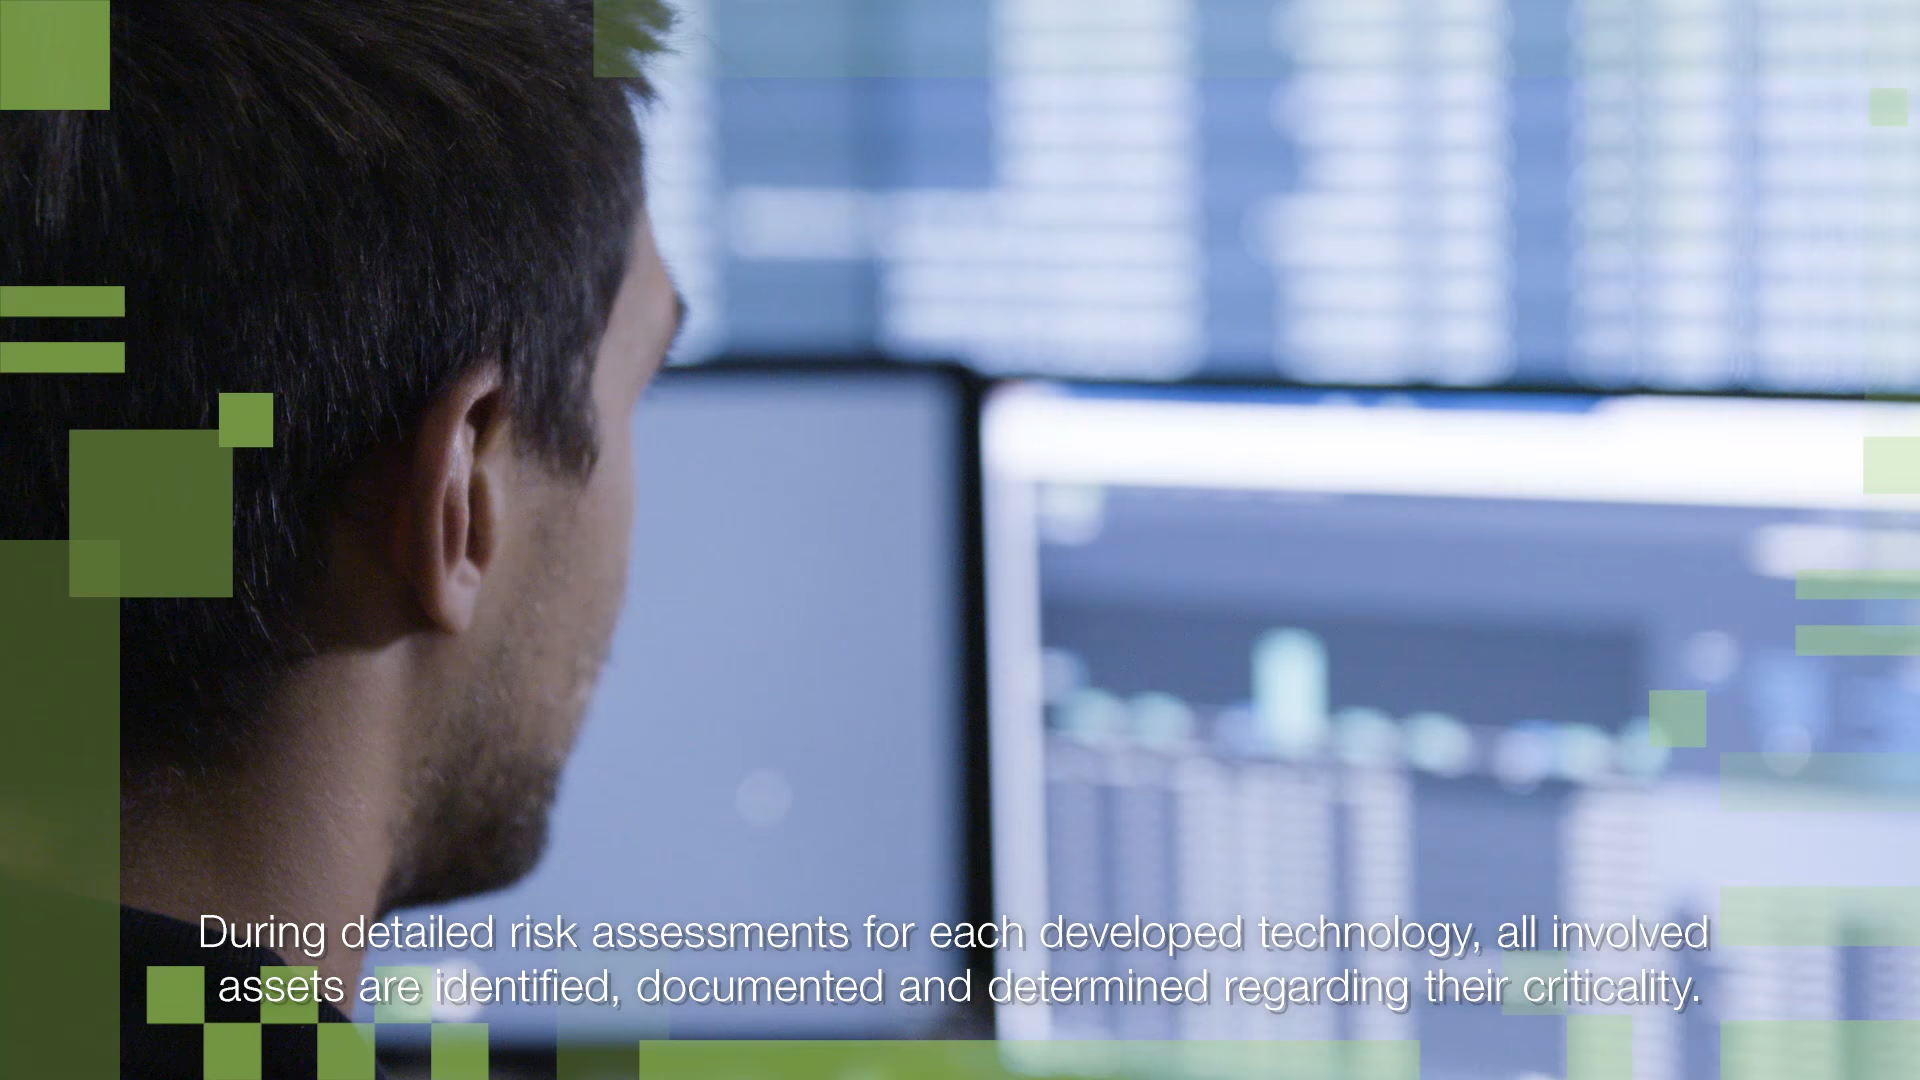 During detailed risk assessments for each developed technology, all involved
assets are identified, documented and determined regarding their criticality.